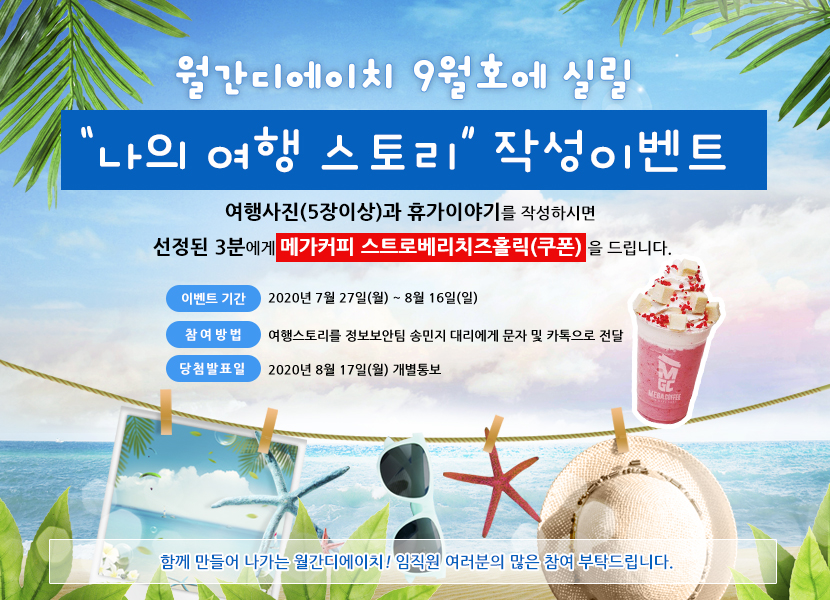 월간디에이치 9월호에 실릴
"나의 여행 스토리" 작성이벤트
여행사진(5장이상)과 휴가이야기를 작성하시면
선정된 3분에게 메가커피 스트로베리치즈홀릭(쿠폰)을 드립니다.
이벤트 기간 2020년 7월 27일(월) ~ 8월 16일(일)
참여방법 여행스토리를 정보보안팀 송민지 대리에게 문자 및 카톡으로 전달
당첨발표일 2020년 8월 17일(월) 개별통보
M
GC
MEGA COFFEE
함께 만들어 나가는 월간디에이치! 임직원 여러분의 많은 참여 부탁드립니다.